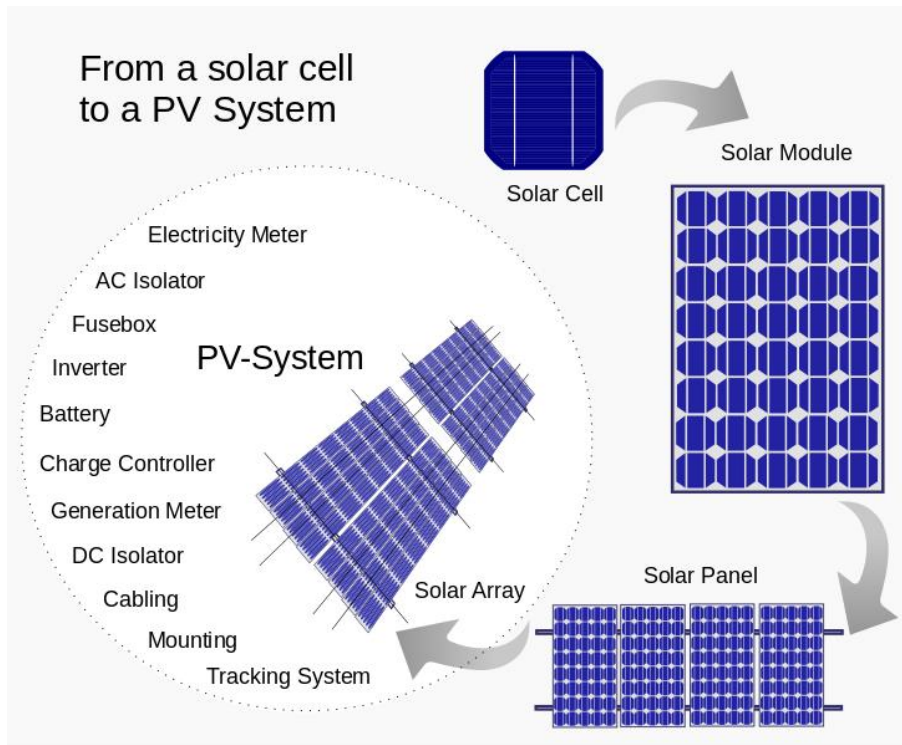 From a solar cell
to a PV System
Solar Cell
Solar Module
Solar Panel
Solar Array
PV-System
Electricity Meter
AC Isolator
Fusebox
Inverter
Battery
Charge Controller
Generation Meter
DC Isolator
Cabling
Mounting
Tracking System